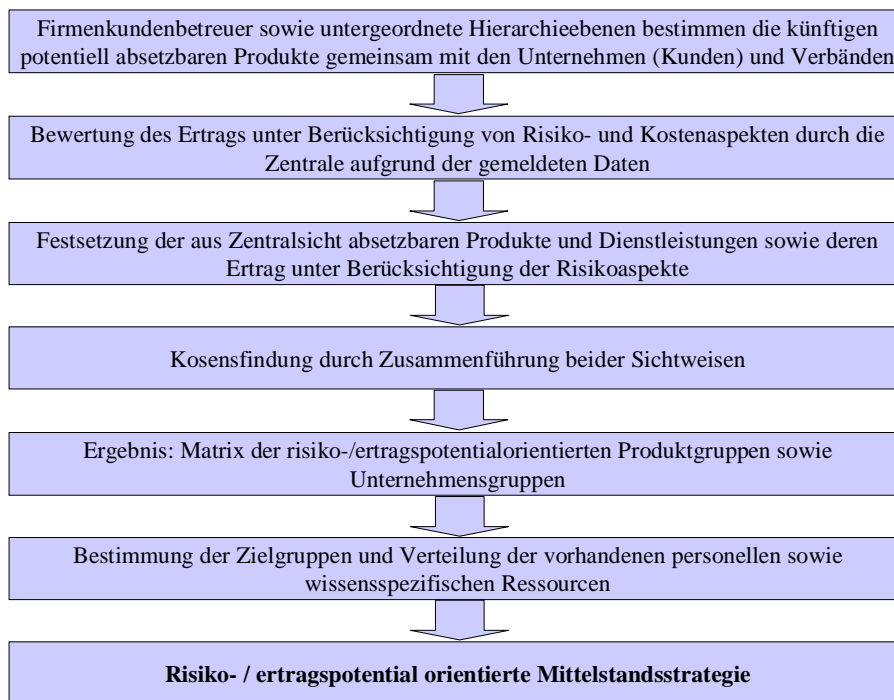 Firmenkundenbetreuer sowie untergeordnete Hierarchieebenen bestimmen die künftigen
potentiell absetzbaren Produkte gemeinsam mit den Unternehmen (Kunden) und Verbänden
Bewertung des Ertrags unter Berücksichtigung von Risiko- und Kostenaspekten durch die
Zentrale aufgrund der gemeldeten Daten
Festsetzung der aus Zentralsicht absetzbaren Produkte und Dienstleistungen sowie deren
Ertrag unter Berücksichtigung der Risikoaspekte
Kosensfindung durch Zusammenführung beider Sichtweisen
Ergebnis: Matrix der risiko-/ertragspotentialorientierten Produktgruppen sowie
Unternehmensgruppen
Bestimmung der Zielgruppen und Verteilung der vorhandenen personellen sowie
wissensspezifischen Ressourcen
Risiko- / ertragspotential orientierte Mittelstandsstrategie